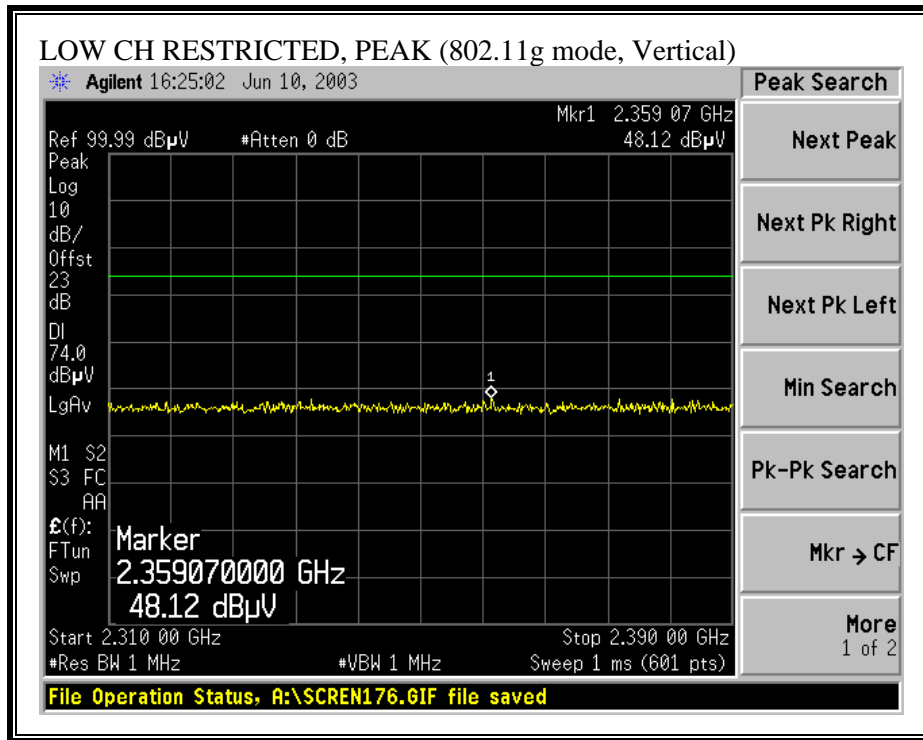 LOW CH RESTRICTED, PEAK (802.11g mode, Vertical)
Agilent 16:25:02 Jun 10, 2003
Peak Search
Mkr1 2.359 07 GHz
Ref 99.99 dBµV #Atten 0 dB 48.12 dBµV
Peak
Log
10
dB/
Offst
23
dB
DI
74.0
dBµV
LgAv
M1 S2
S3 FC
AA
£(f):
FTun
Swp
1
Marker
2.359070000 GHz
48.12 dBµV
Start 2.310 00 GHz Stop 2.390 00 GHz
#Res BW 1 MHz #VBW 1 MHz Sweep 1 ms (601 pts)
Next Peak
Next Pk Right
Next Pk Left
Min Search
Pk-Pk Search
Mkr → CF
More
1 of 2
File Operation Status, A:\SCREN176.GIF file saved